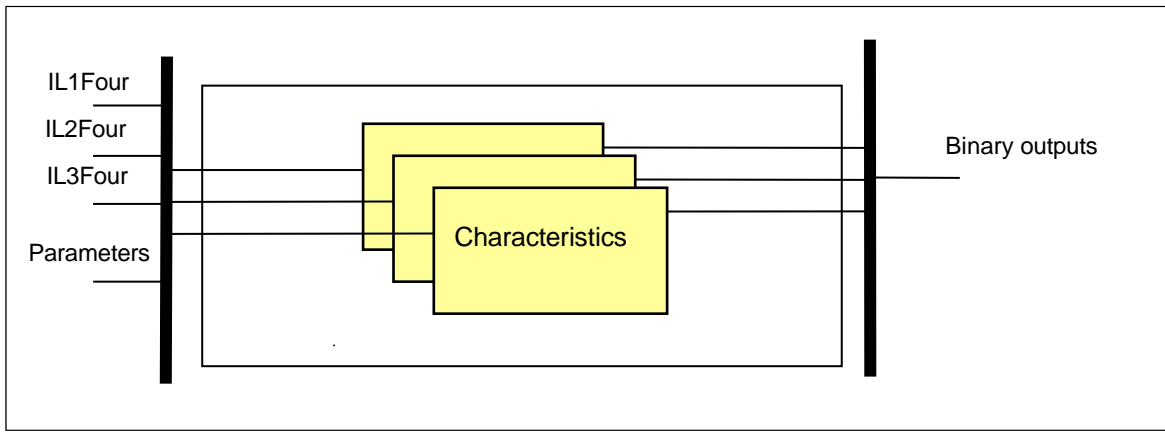 IL1Four
IL2Four
IL3Four
Parameters
Characteristics
Binary outputs